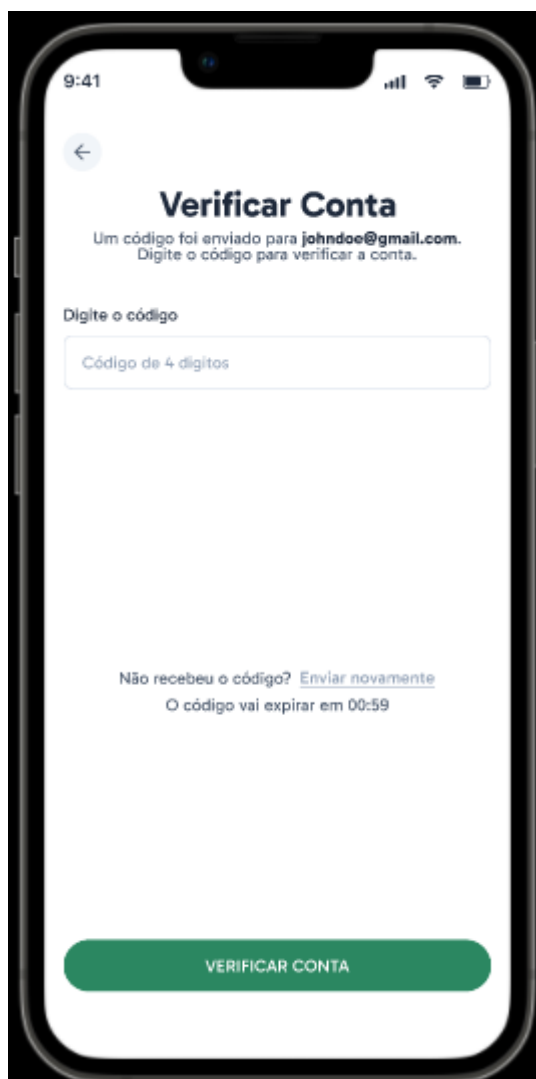 9:41
Verificar Conta
Um código foi enviado para johndoe@gmail.com.
Digite o código para verificar a conta.
Digite o código
Código de 4 digitos
Não recebeu o código? Enviar novamente
O código vai expirar em 00:59
VERIFICAR CONTA